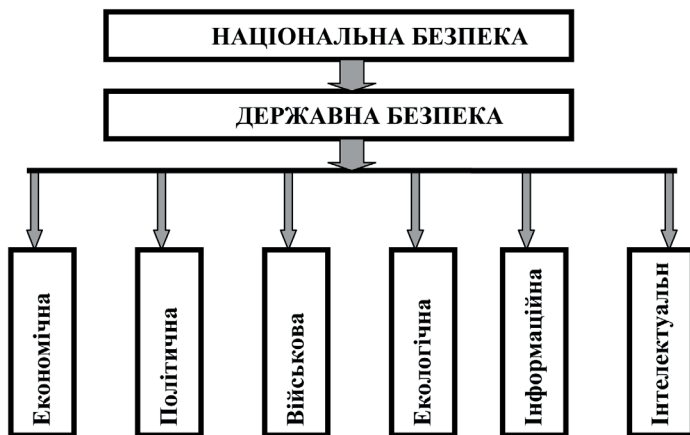 НАЦІОНАЛЬНА БЕЗПЕКА
ДЕРЖАВНА БЕЗПЕКА
Економічна
Політична
Військова
Екологічна
Інформаційна
Інтелектуальн